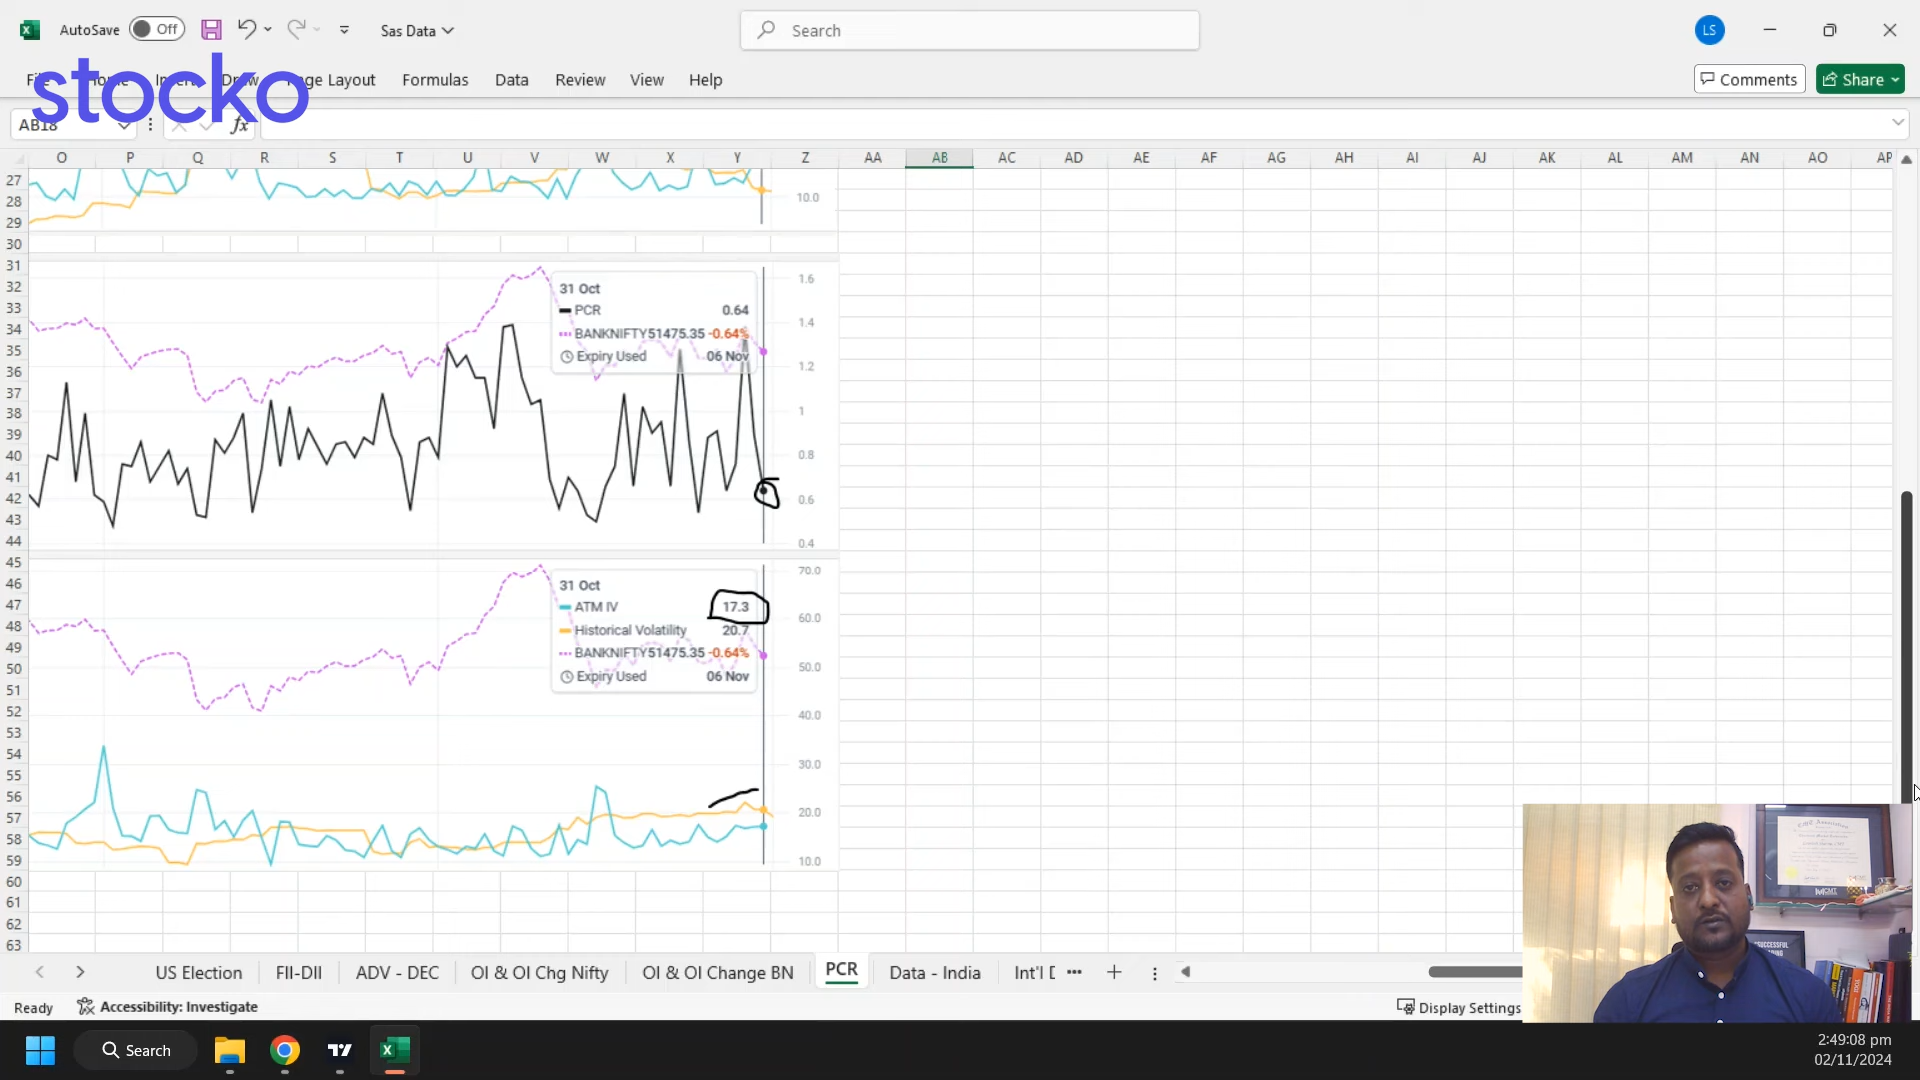 AutoSave Off Sas Data Search LS
stocko
Page Layout Formulas Data Review View Help Comments Share
AB18 fx
O P Q R S T U V W X Y Z AA AB AC AD AE AF AG AH AI AJ AK AL AM AN AO AP
27
28 10.0
29
30
31 1.6
32 31 Oct
33 PCR 0.64
34 1.4
BANKNIFTY51475.35 -0.64%
35 Expiry Used 06 Nov
36 1.2
37
38 1
39
40 0.8
41
42 0.6
43
44 0.4
45 70.0
46 31 Oct
47 ATM IV 17.3
48 60.0
Historical Volatility 20.7
49 BANKNIFTY51475.35 -0.64%
50 50.0
Expiry Used 06 Nov
51
52 40.0
53
54 30.0
55
56
57 20.0
58
59 10.0
60
61
62
63
US Election FII-DII ADV - DEC OI & OI Chg Nifty OI & OI Change BN PCR Data - India Int'l
Ready Accessibility: Investigate Display Settings
Search 2:49:08 pm
02/11/2024